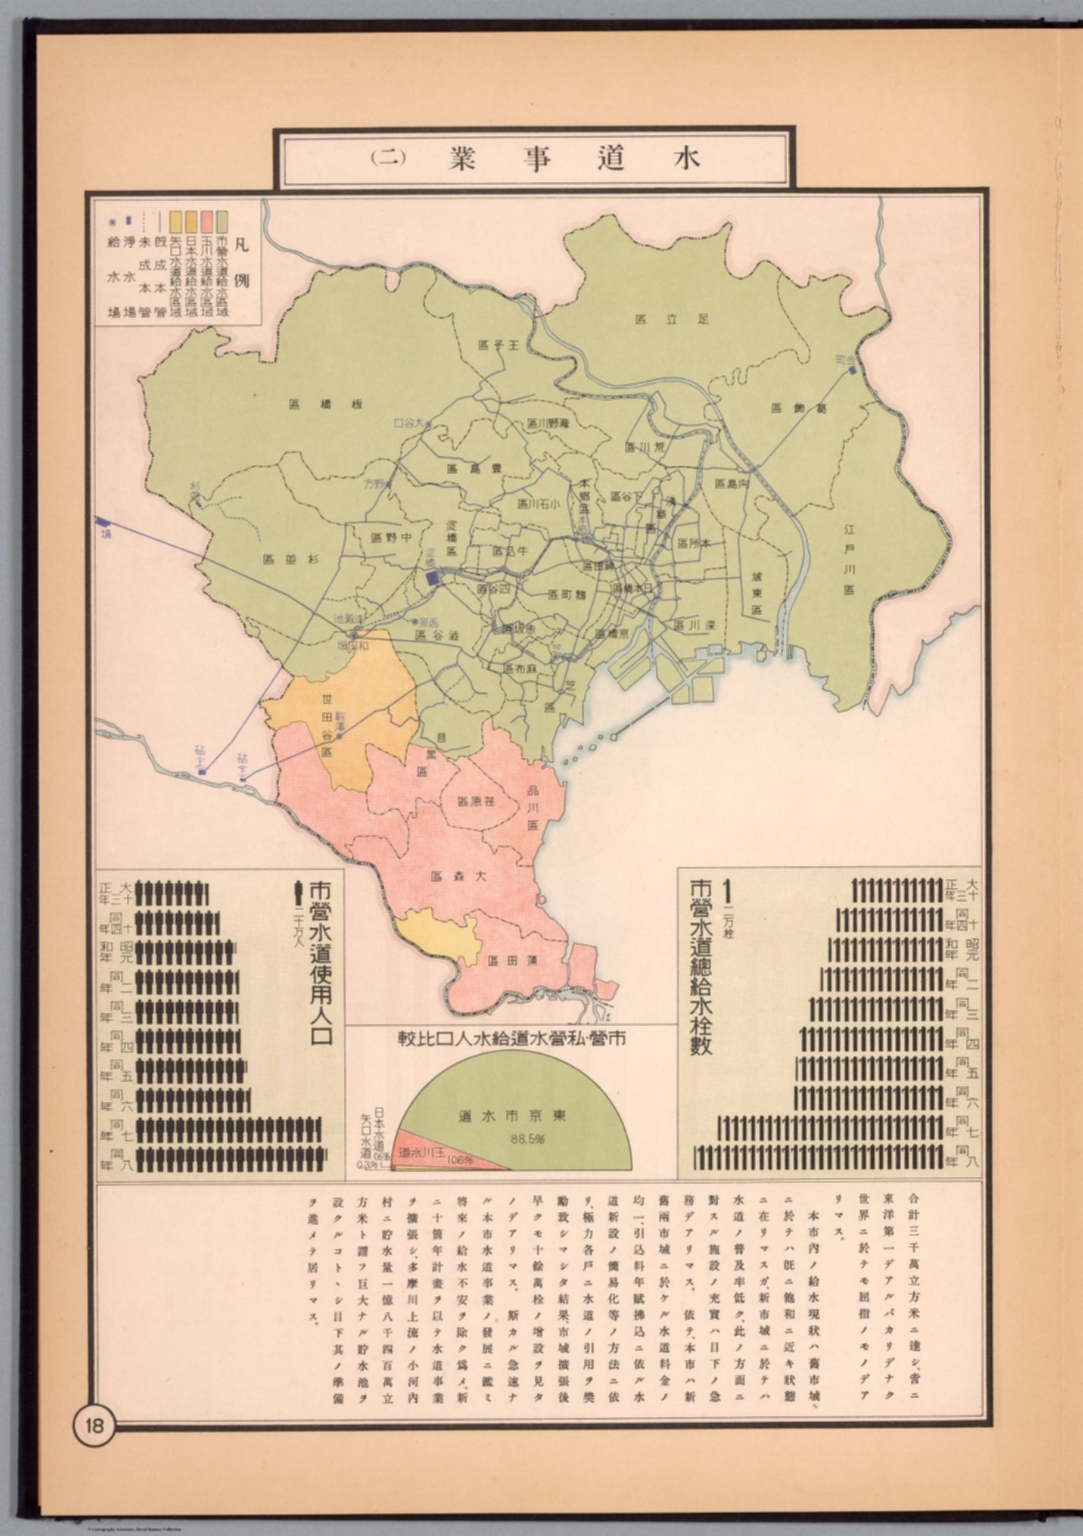 水道事業(二)
凡例
市營水道給水區域
玉川水道給水區域
日本水道給水區域
矢口水道給水區域
旣成本管
未成本管
淨水場
給水場
足立區
王子區
板橋區
葛飾區
金町
瀧野川區
大谷口
荒川區
豊島區
向島區
野方
小石川區
本鄕區
下谷區
淺草區
江戸川區
淀橋區
中野區
牛込區
本所區
杉並區
神田區
城東區
四谷區
麴町區
日本橋區
澁谷區
赤坂區
京橋區
深川區
和田堀
麻布區
芝區
世田谷區
駒澤
目黑區
砧下
荏原區
品川區
大森區
蒲田區
市營水道使用人口
二十万人
大正十三年
同十四年
昭和元年
同二年
同三年
同四年
同五年
同六年
同七年
同八年
市營水道總給水栓數
二万栓
大正十三年
同十四年
昭和元年
同二年
同三年
同四年
同五年
同六年
同七年
同八年
市營·私營水道給水人口比較
東京市水道
88.5%
玉川水道
10.6%
日本水道
0.6%
矢口水道
0.3%
合計三千萬立方米ニ達シ、啻ニ
東洋第一デアルバカリデナク
世界ニ於テモ屈指ノモノデア
リマス。
本市內ノ給水現狀ハ舊市城
ニ於テハ旣ニ飽和ニ近キ狀態
ニ在リマスガ、新市域ニ於テハ
水道ノ普及率低ク、此ノ方面ニ
對スル施設ノ充實ハ目下ノ急
務デアリマス。 依テ、本市ハ新
舊兩市域ニ於ケル水道料金ノ
均一、引込料年賦拂込ニ依ル水
道新設ノ簡易化等ノ方法ニ依
リ、極力各戸ニ水道ノ引用ヲ奬
勵致シマシタ結果、市域擴張後
早クモ十餘萬栓ノ增設ヲ見タ
ノデアリマス。 斯カル急速ナ
ル本市水道事業ノ發展ニ鑑ミ
將來ノ給水不安ヲ除ク爲メ、新
ニ十箇年計畫ヲ以テ水道事業
ヲ擴張シ、多摩川上流ノ小河內
村ニ貯水量一億八千四百萬立
方米ト謂フ巨大ナル貯水池ヲ
設クルコトヽシ目下其ノ準備
ヲ進メテ居リマス。
18